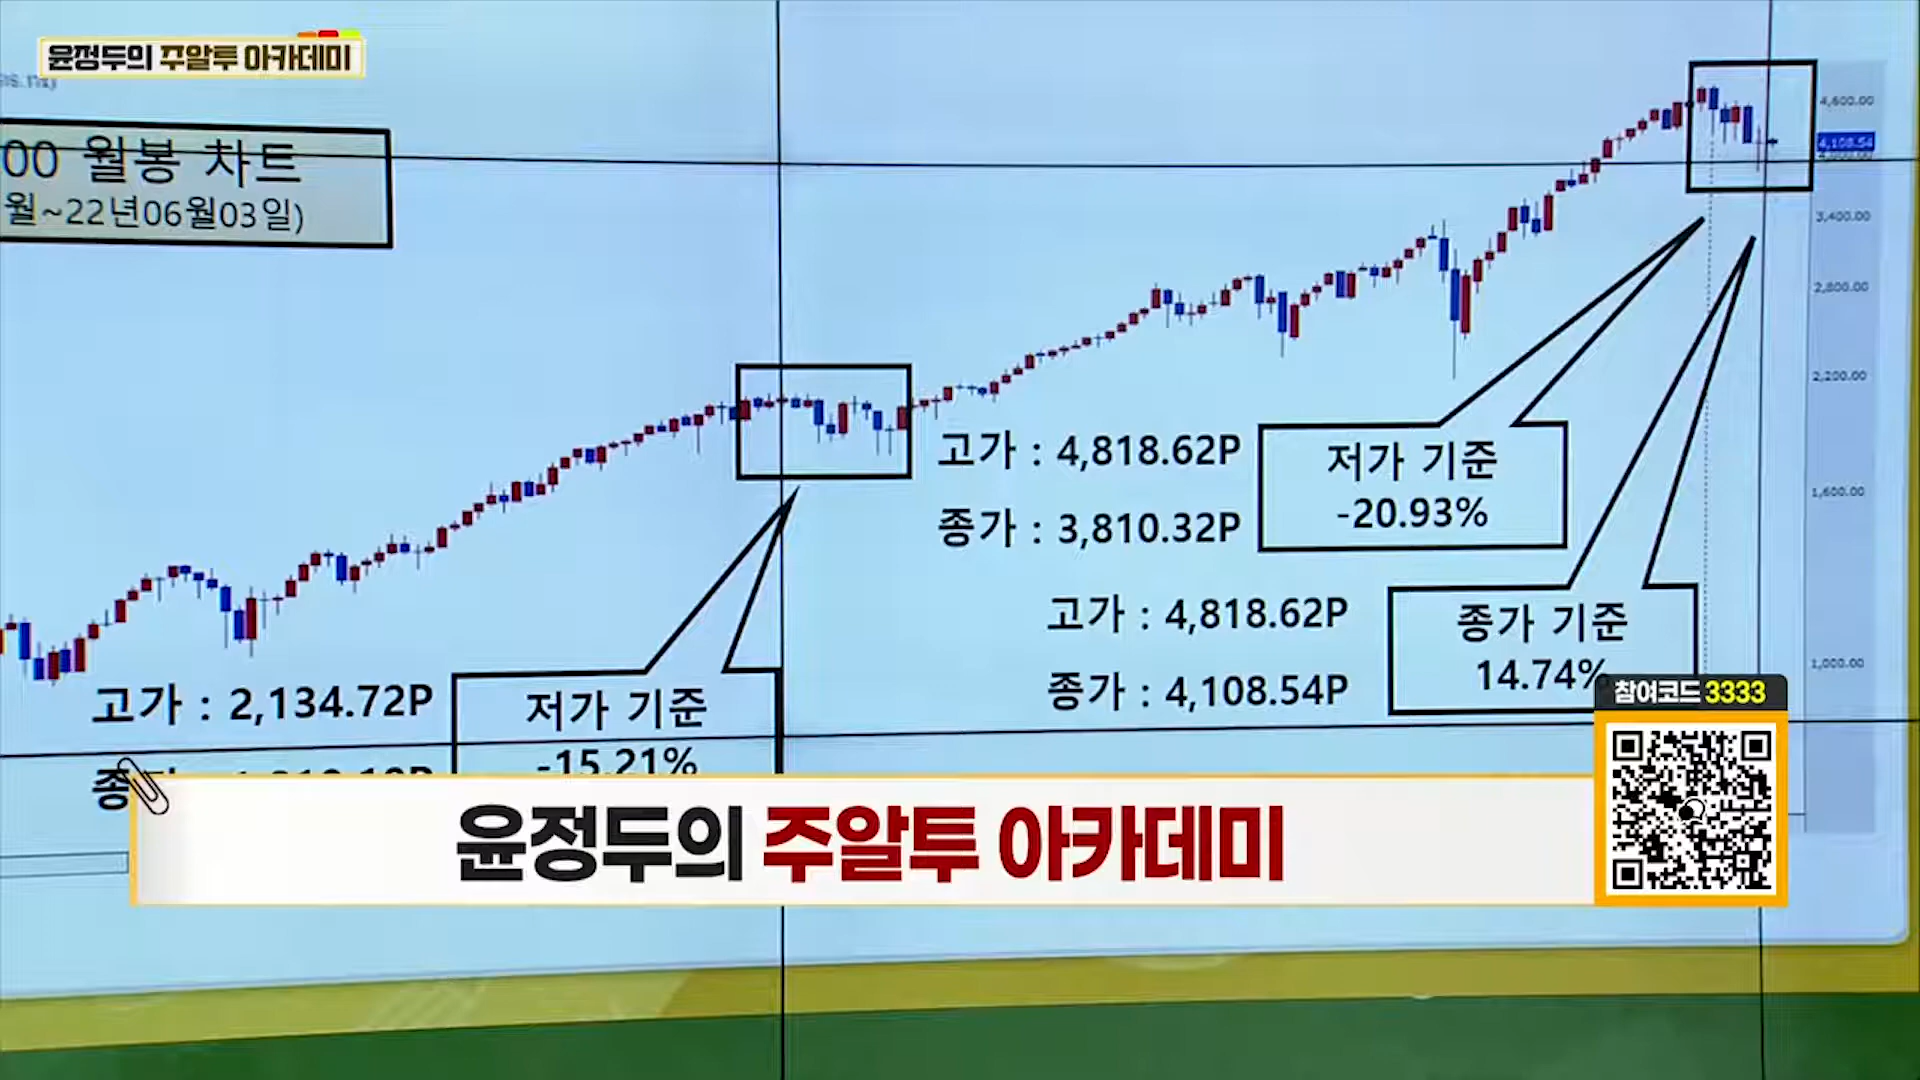 윤정두의 주알투 아카데미
00 월봉 차트
월~22년06월03일)
4,600.00
4,108.54
4,000.00
3,400.00
2,800.00
2,200.00
1,600.00
1,000.00
고가 : 4,818.62P
종가 : 3,810.32P
저가 기준
-20.93%
고가 : 4,818.62P
종가 : 4,108.54P
종가 기준
14.74%
고가 : 2,134.72P
저가 기준
-15.21%
참여코드 3333
윤정두의 주알투 아카데미